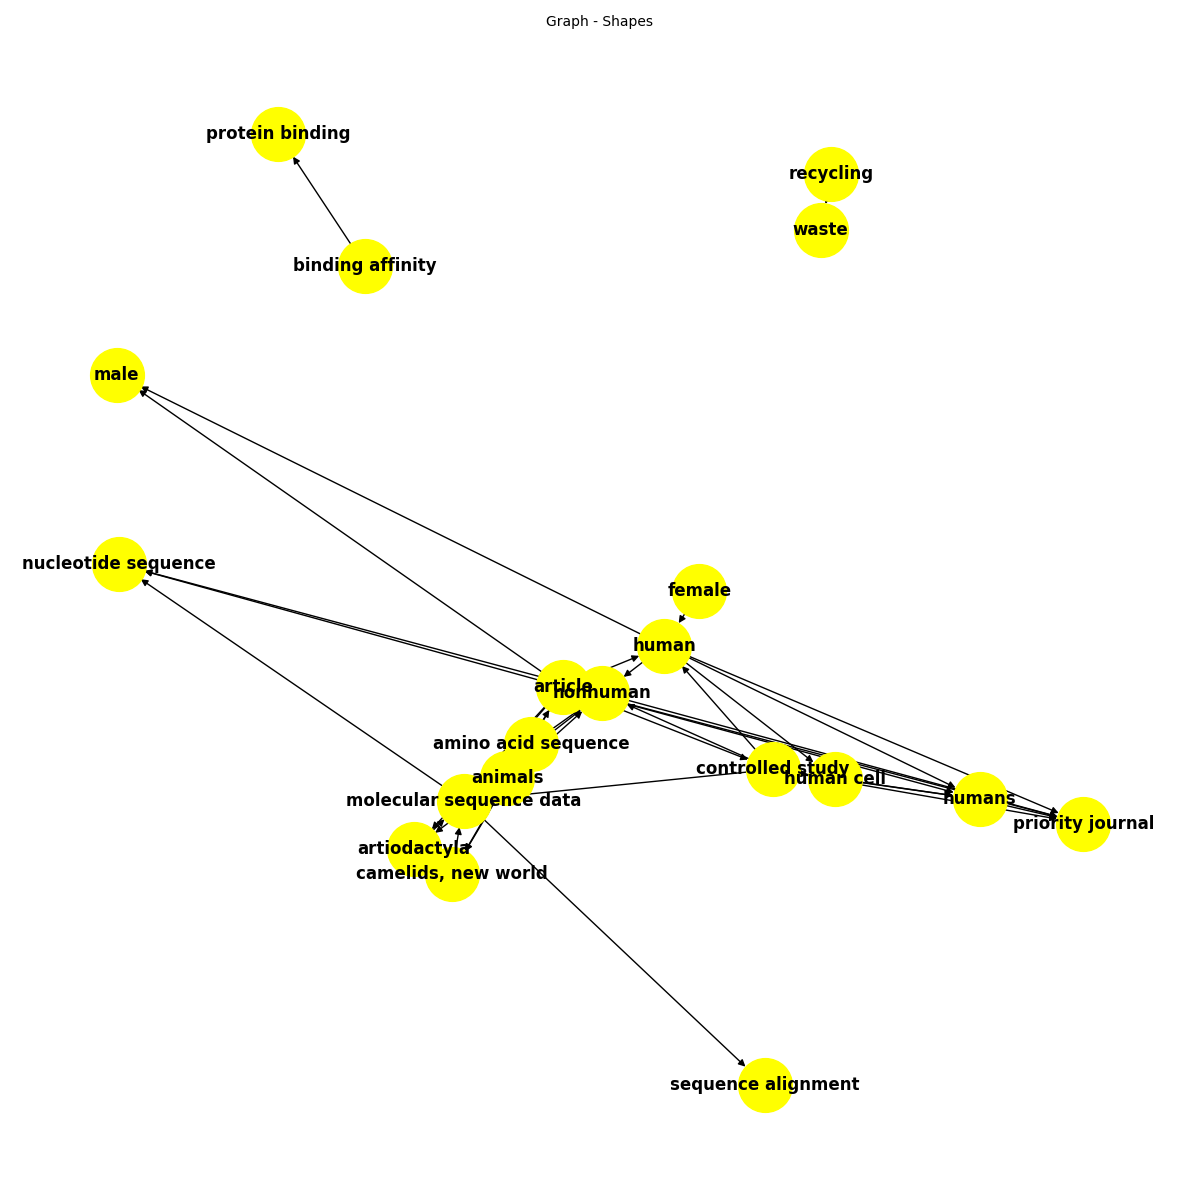 Graph - Shapes
protein binding
recycling
waste
binding affinity
male
nucleotide sequence
female
human
article
nonhuman
amino acid sequence
controlled study
animals
human cell
molecular sequence data
humans
priority journal
artiodactyla
camelids, new world
sequence alignment